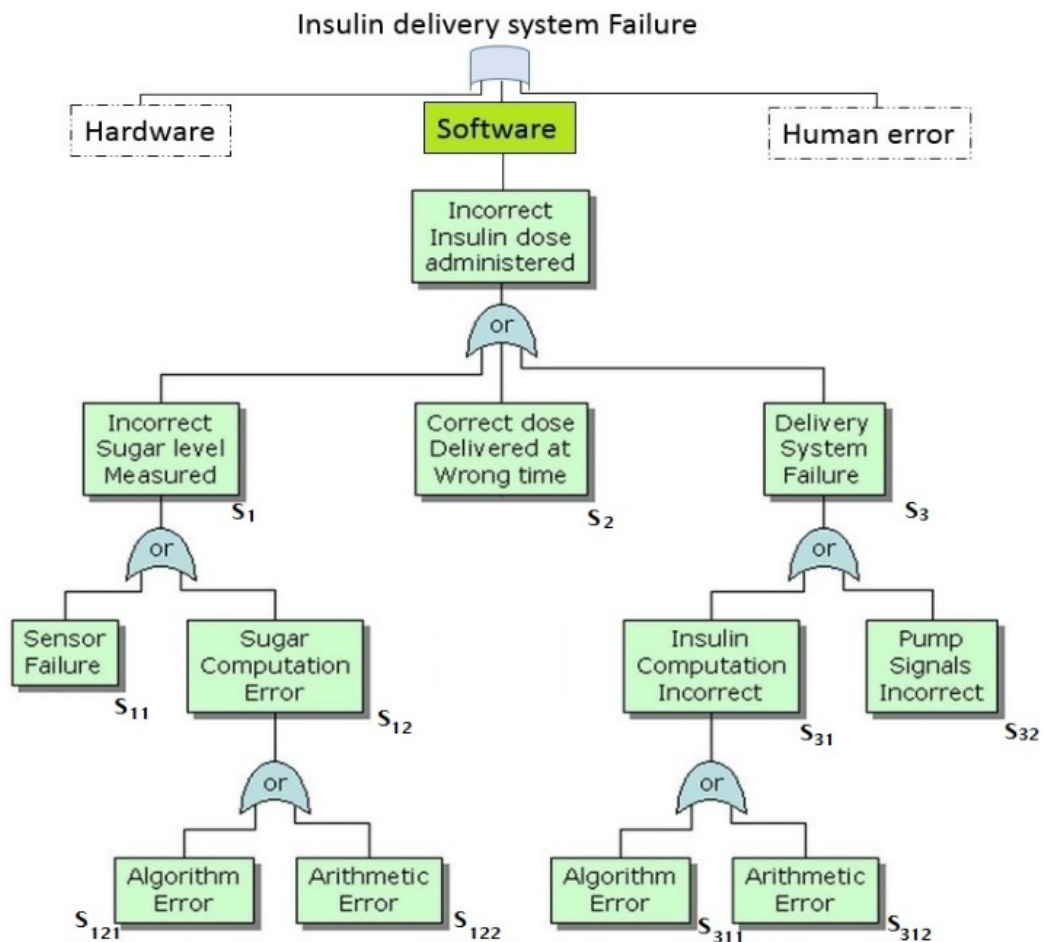 Insulin delivery system Failure
Hardware
Software
Human error
Incorrect
Insulin dose
administered
or
Incorrect
Sugar level
Measured
S1
Correct dose
Delivered at
Wrong time
S2
Delivery
System
Failure
S3
or
or
Sensor
Failure
S11
Sugar
Computation
Error
S12
Insulin
Computation
Incorrect
S31
Pump
Signals
Incorrect
S32
or
or
Algorithm
Error
S121
Arithmetic
Error
S122
Algorithm
Error
S311
Arithmetic
Error
S312